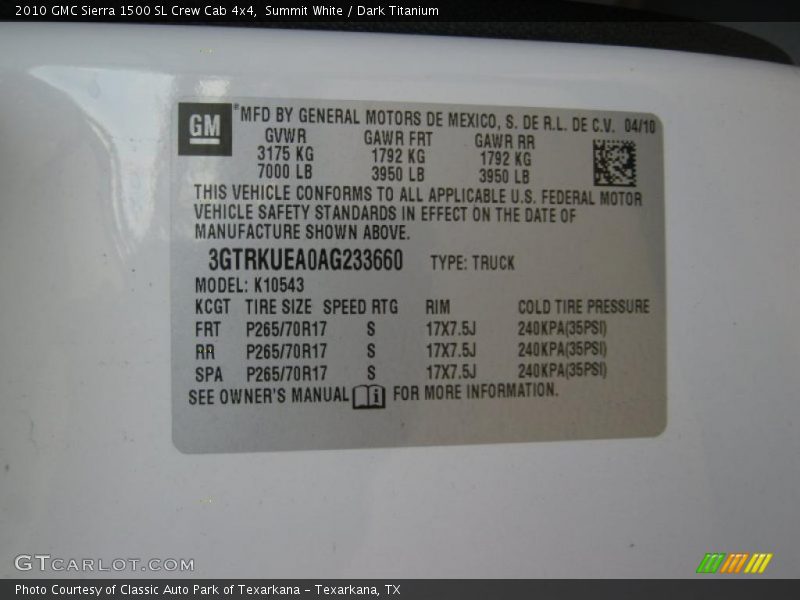 2010 GMC Sierra 1500 SL Crew Cab 4x4,  Summit White / Dark Titanium
GM
® MFD BY GENERAL MOTORS DE MEXICO, S. DE R.L. DE C.V.  04/10
GVWR  GAWR FRT  GAWR RR
3175 KG  1792 KG  1792 KG
7000 LB  3950 LB  3950 LB
THIS VEHICLE CONFORMS TO ALL APPLICABLE U.S. FEDERAL MOTOR
VEHICLE SAFETY STANDARDS IN EFFECT ON THE DATE OF
MANUFACTURE SHOWN ABOVE.
3GTRKUEA0AG233660  TYPE: TRUCK
MODEL: K10543
KCGT  TIRE SIZE  SPEED RTG  RIM  COLD TIRE PRESSURE
FRT  P265/70R17  S  17X7.5J  240KPA(35PSI)
RR  P265/70R17  S  17X7.5J  240KPA(35PSI)
SPA  P265/70R17  S  17X7.5J  240KPA(35PSI)
SEE OWNER'S MANUAL i FOR MORE INFORMATION.
GTCARLOT.COM
Photo Courtesy of Classic Auto Park of Texarkana - Texarkana, TX